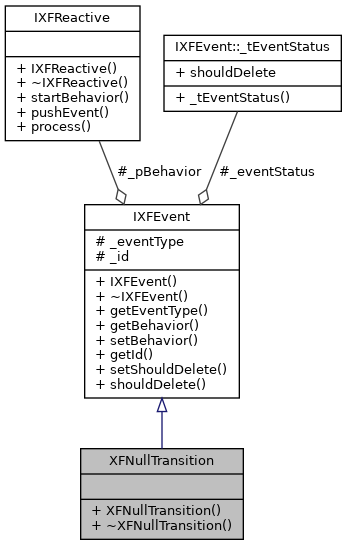 IXFReactive
+ IXFReactive()
+ ~IXFReactive()
+ startBehavior()
+ pushEvent()
+ process()
IXFEvent::_tEventStatus
+ shouldDelete
+ _tEventStatus()
#_pBehavior
#_eventStatus
IXFEvent
# _eventType
# _id
+ IXFEvent()
+ ~IXFEvent()
+ getEventType()
+ getBehavior()
+ setBehavior()
+ getId()
+ setShouldDelete()
+ shouldDelete()
XFNullTransition
+ XFNullTransition()
+ ~XFNullTransition()